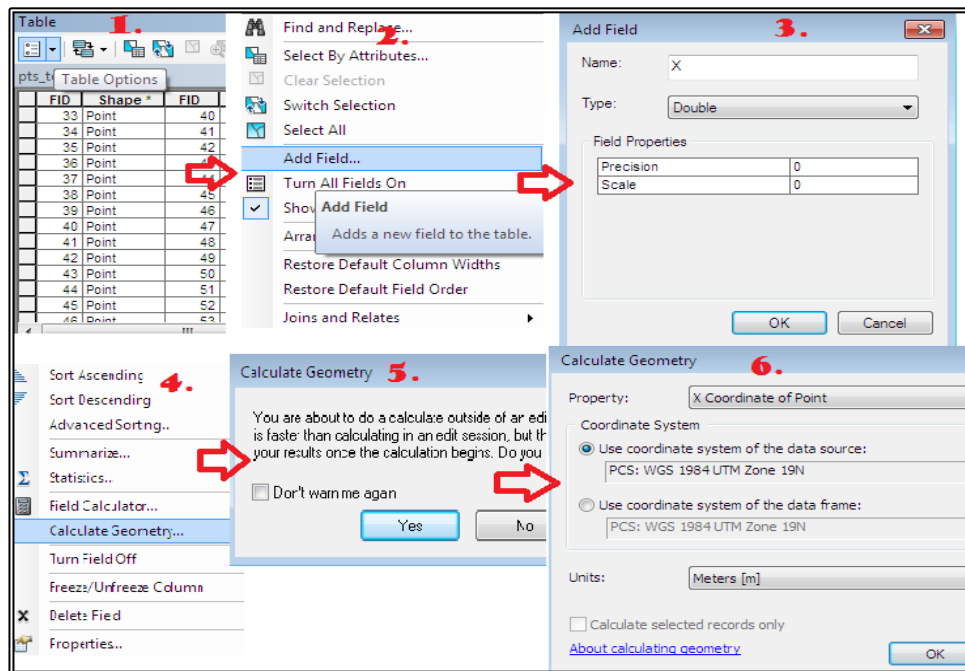 Table
1.
pts_t
Table Options
FID Shape * FID
33 Point 40
34 Point 41
35 Point 42
36 Point
37 Point 44
38 Point 45
39 Point 46
40 Point 47
41 Point 48
42 Point 49
43 Point 50
44 Point 51
45 Point 52
46 Point 53
2.
Find and Replace...
Select By Attributes...
Clear Selection
Switch Selection
Select All
Add Field...
Turn All Fields On
Show
Add Field
Adds a new field to the table.
Arran
Restore Default Column Widths
Restore Default Field Order
Joins and Relates
3.
Add Field
Name: X
Type: Double
Field Properties
Precision 0
Scale 0
OK Cancel
4.
Sort Ascending
Sort Descending
Advanced Sorting...
Summarize...
Σ Statistics...
Field Calculator...
Calculate Geometry...
Turn Field Off
Freeze/Unfreeze Column
Delete Field
Properties...
5.
Calculate Geometry
You are about to do a calculate outside of an edi
is faster than calculating in an edit session, but th
your results once the calculation begins. Do you
Don't warn me again
Yes No
6.
Calculate Geometry
Property: X Coordinate of Point
Coordinate System
Use coordinate system of the data source:
PCS: WGS 1984 UTM Zone 19N
Use coordinate system of the data frame:
PCS: WGS 1984 UTM Zone 19N
Units: Meters [m]
Calculate selected records only
About calculating geometry
OK